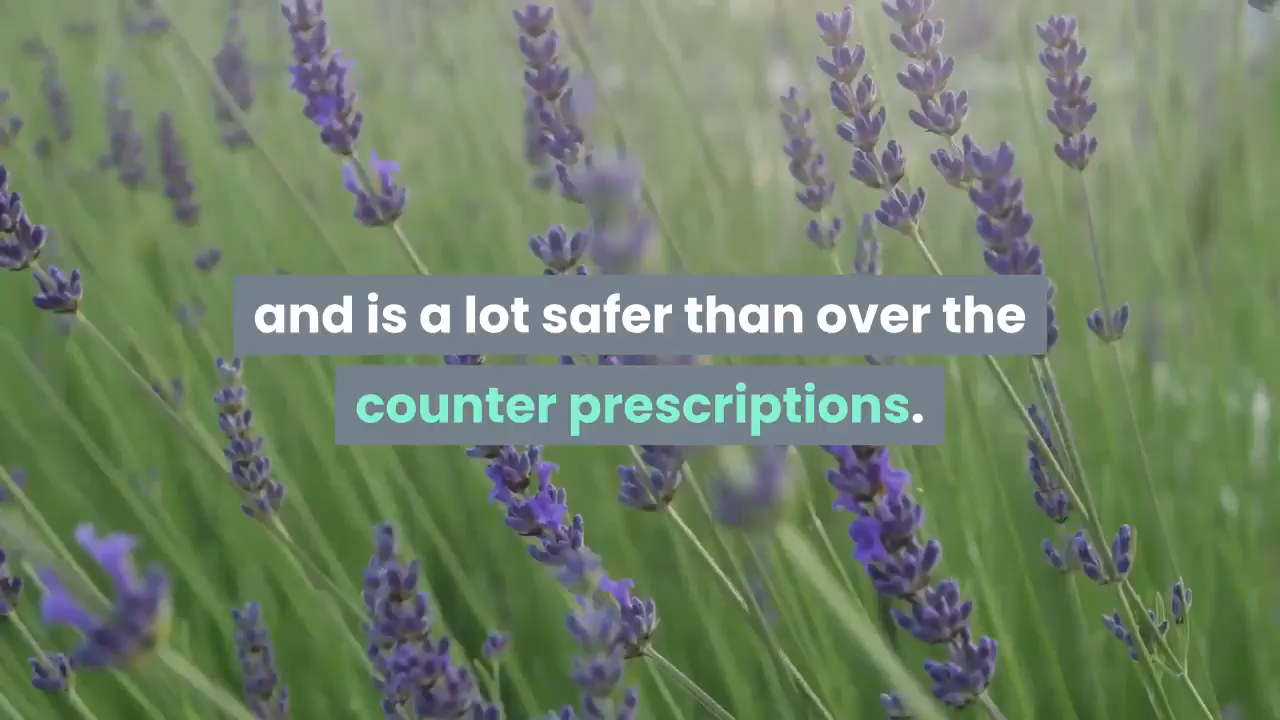 and is a lot safer than over the
counter prescriptions.